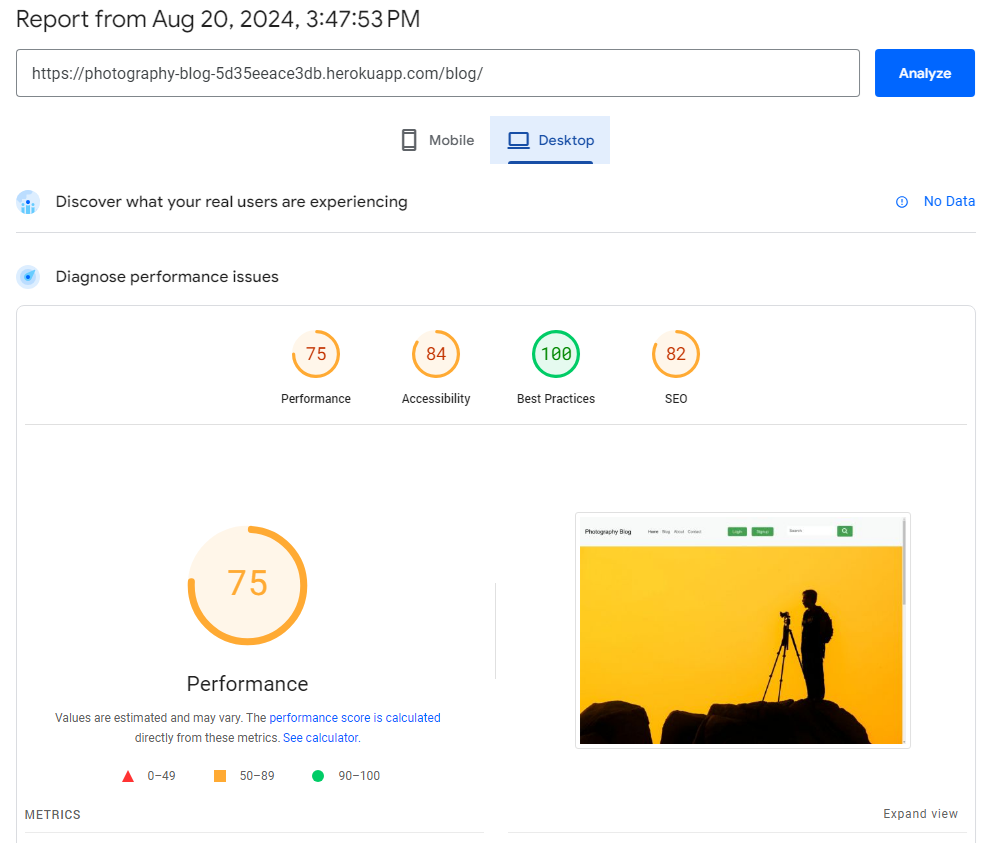 Report from Aug 20, 2024, 3:47:53 PM
https://photography-blog-5d35eeace3db.herokuapp.com/blog/
Analyze
Mobile
Desktop
Discover what your real users are experiencing
No Data
Diagnose performance issues
75
84
100
82
Performance
Accessibility
Best Practices
SEO
75
Performance
Values are estimated and may vary. The performance score is calculated
directly from these metrics. See calculator.
0–49
50–89
90–100
Photography Blog
Home Blog About Contact
Login
Signup
Search
METRICS
Expand view